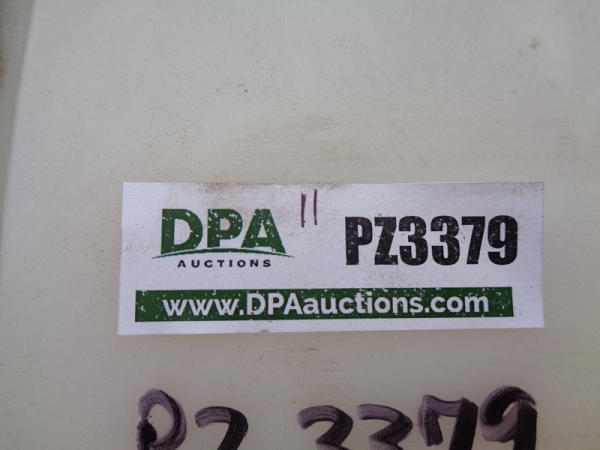 DPA
AUCTIONS
11
PZ3379
www.DPAauctions.com
PZ 3379